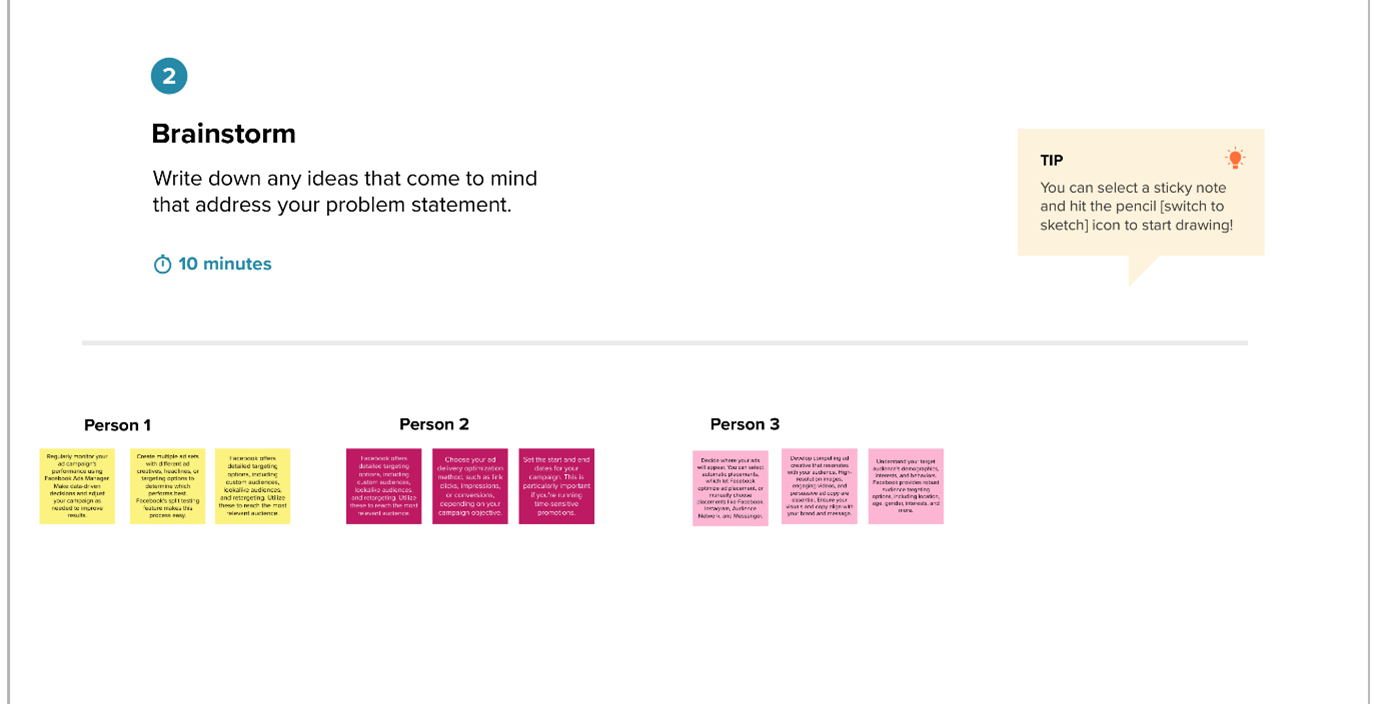 2
Brainstorm
Write down any ideas that come to mind
that address your problem statement.
10 minutes
TIP
You can select a sticky note
and hit the pencil [switch to
sketch] icon to start drawing!
Person 1
Regularly monitor your
ad campaign's
performance using
Facebook Ads Manager
Make data-driven
decisions and adjust
your campaign as
needed to improve
results.
Create multiple ad sets
with different ad
creatives, headlines, or
targeting options to
determine which
performs best.
Facebook's split testing
feature makes this
process easy.
Facebook offers
detailed targeting
options, including
custom audiences,
lookalike audiences,
and retargeting. Utilize
these to reach the most
relevant audience.
Person 2
Facebook offers
detailed targeting
options, including
custom audiences,
lookalike audiences,
and retargeting. Utilize
these to reach the most
relevant audience.
Choose your ad
delivery optimization
method, such as link
clicks, impressions,
or conversions,
depending on your
campaign objective.
Set the start and end
dates for your
campaign. This is
particularly important
if you're running
time-sensitive
promotions.
Person 3
Decide where your ads
will appear. You can select
automatic placements,
which let Facebook
optimize ad placement, or
manually choose
placements like Facebook,
Instagram, Audience
Network, and Messenger.
Develop compelling ad
creative that resonates
with your audience. High-
resolution images,
engaging videos, and
persuasive ad copy are
essential. Ensure your
visuals and copy align with
your brand and message.
Understand your target
audience's demographics,
interests, and behaviors.
Facebook provides robust
audience targeting
options, including location,
age, gender, interests, and
more.